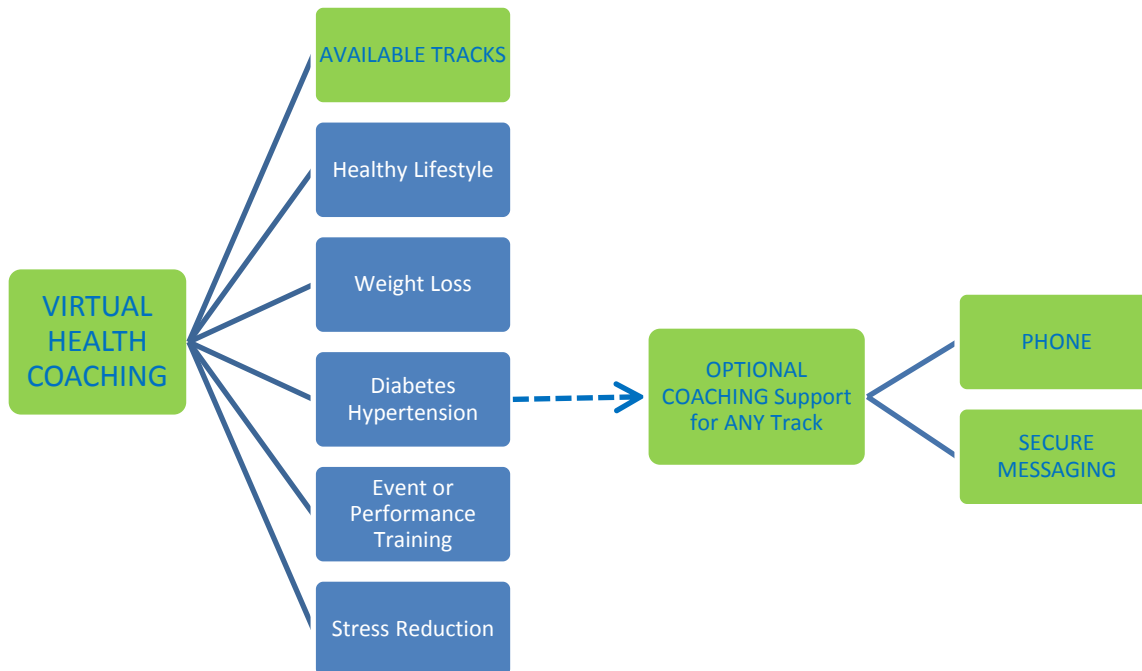 VIRTUAL
HEALTH
COACHING
AVAILABLE TRACKS
Healthy Lifestyle
Weight Loss
Diabetes
Hypertension
Event or
Performance
Training
Stress Reduction
OPTIONAL
COACHING Support
for ANY Track
PHONE
SECURE
MESSAGING